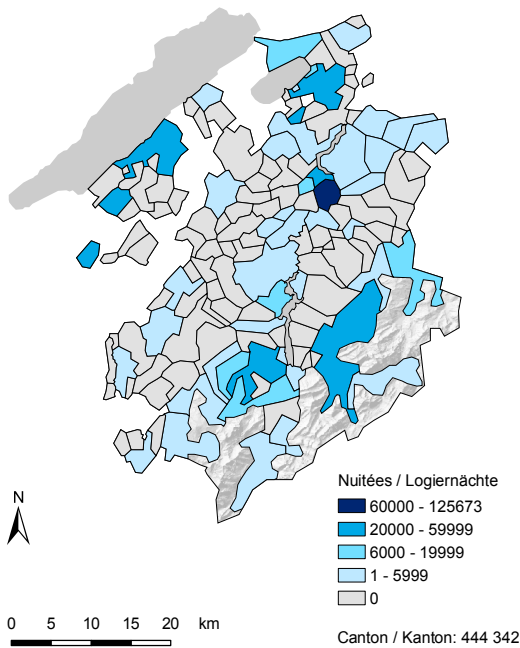 Nuitées / Logiernächte
60000 - 125673
20000 - 59999
6000 - 19999
1 - 5999
0
N
0 5 10 15 20 km
Canton / Kanton: 444 342